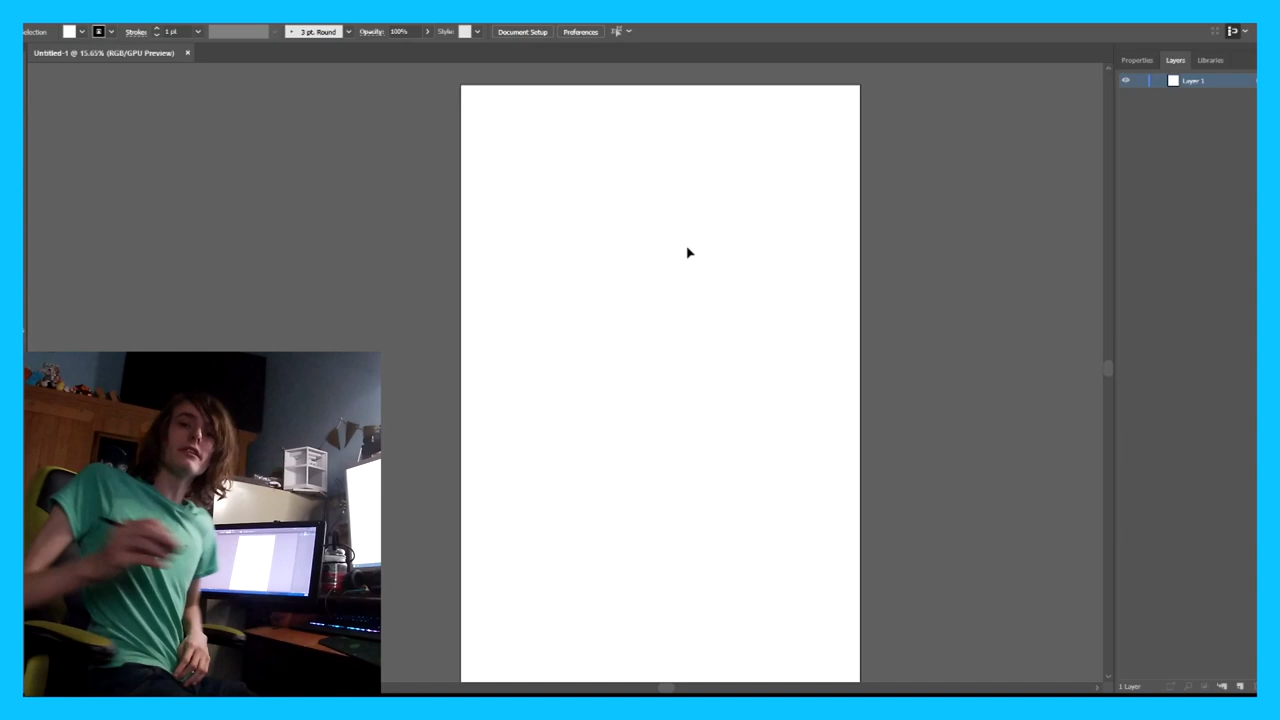 election Stroke: 1 pt 3 pt. Round Opacity: 100% Style: Document Setup Preferences
Untitled-1 @ 15.65% (RGB/GPU Preview) ×
Properties Layers Libraries
Layer 1
1 Layer